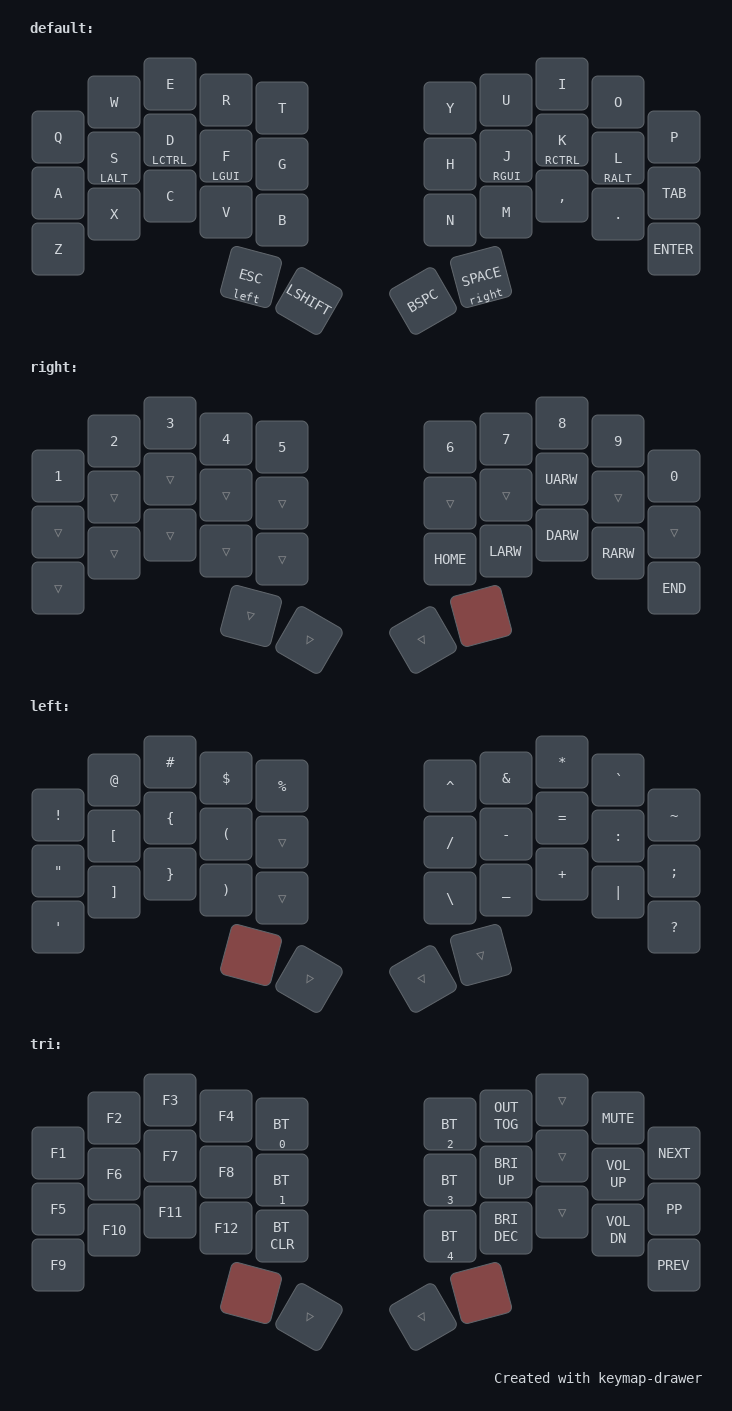 default:
Q W E R T Y U I O P
A S D F G H J K L TAB
LALT LCTRL LGUI RGUI RCTRL RALT
Z X C V B N M , . ENTER
ESC LSHIFT BSPC SPACE
left right
right:
1 2 3 4 5 6 7 8 9 0
▽ ▽ ▽ ▽ ▽ ▽ ▽ UARW ▽ ▽
▽ ▽ ▽ ▽ ▽ HOME LARW DARW RARW END
▽ ▽ ▽
left:
! @ # $ % ^ & * ` ~
" [ { ( ▽ / - = : ;
' ] } ) ▽ \ _ + | ?
▽ ▽ ▽
tri:
F1 F2 F3 F4 BT 0 BT 2 OUT TOG ▽ MUTE NEXT
F5 F6 F7 F8 BT 1 BT 3 BRI UP ▽ VOL UP PP
F9 F10 F11 F12 BT CLR BT 4 BRI DEC ▽ VOL DN PREV
▽ ▽
Created with keymap-drawer